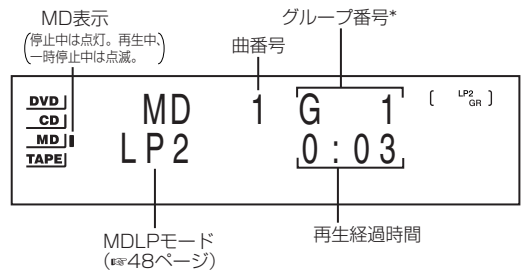 MD表示
グループ番号*
(停止中は点灯。再生中、
一時停止中は点滅。)
曲番号
DVD
CD
MD
TAPE
MD 1 G 1
LP2 0:03
[ LP2 GR ]
MDLPモード
(☞48ページ)
再生経過時間